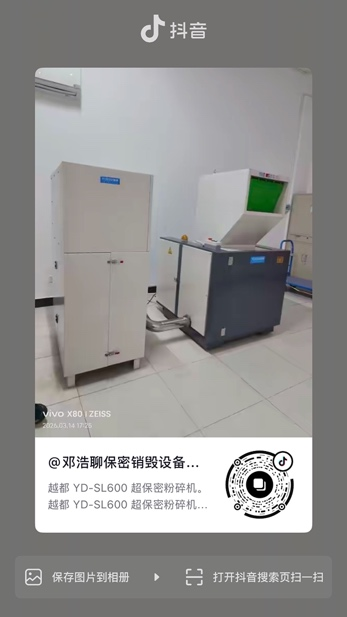 抖音
vivo X80 | ZEISS
2026.03.14 17:25
@邓浩聊保密销毁设备...
越都 YD-SL600 超保密粉碎机。
越都 YD-SL600 超保密粉碎机...
保存图片到相册
打开抖音搜索页扫一扫